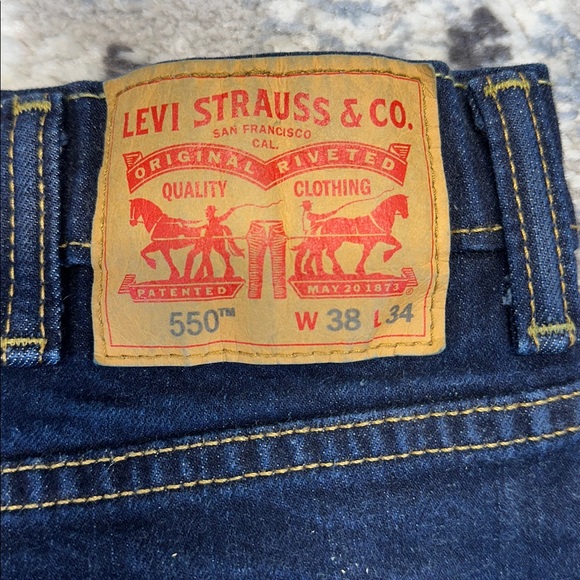 LEVI STRAUSS & CO.
SAN FRANCISCO
CAL.
ORIGINAL RIVETED
QUALITY CLOTHING
PATENTED MAY 20 1873
550™ W 38 L 34